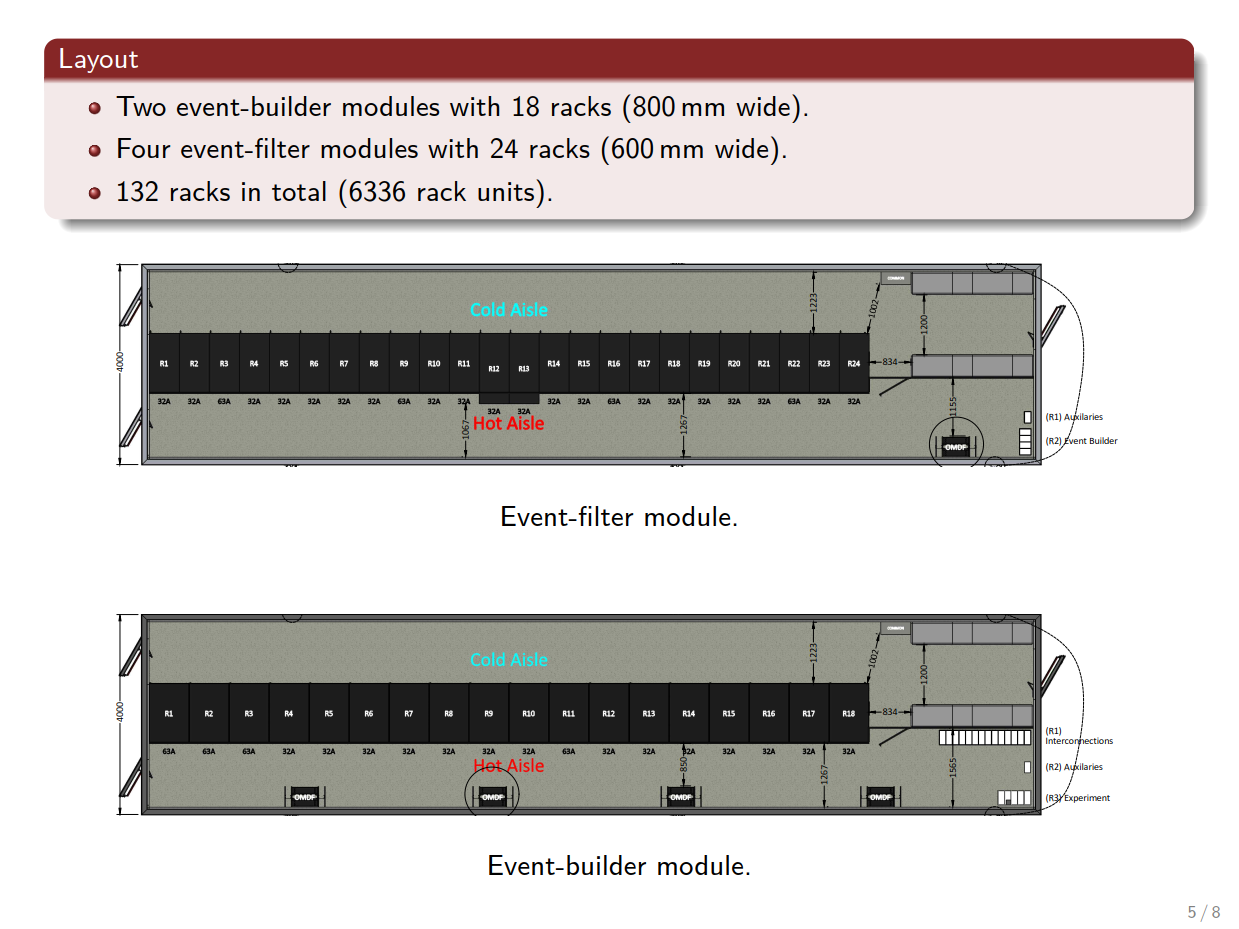 Layout
Two event-builder modules with 18 racks (800 mm wide).
Four event-filter modules with 24 racks (600 mm wide).
132 racks in total (6336 rack units).
COMMON
Cold Aisle
1223
1002
1200
4000
R1 R2 R3 R4 R5 R6 R7 R8 R9 R10 R11 R12 R13 R14 R15 R16 R17 R18 R19 R20 R21 R22 R23 R24
834
32A 32A 63A 32A 32A 32A 32A 32A 63A 32A 32A 32A 32A 32A 32A 63A 32A 32A 32A 32A 32A 63A 32A 32A
Hot Aisle
1067
1267
1155
(R1) Auxilaries
(R2) Event Builder
OMDF
Event-filter module.
COMMON
Cold Aisle
1223
1002
1200
4000
R1 R2 R3 R4 R5 R6 R7 R8 R9 R10 R11 R12 R13 R14 R15 R16 R17 R18
834
63A 63A 63A 32A 32A 32A 32A 32A 32A 32A 63A 32A 32A 32A 32A 32A 32A 32A
(R1)
Interconnections
Hot Aisle
850
1267
1565
(R2) Auxilaries
OMDF OMDF OMDF OMDF
(R3) Experiment
Event-builder module.
5 / 8